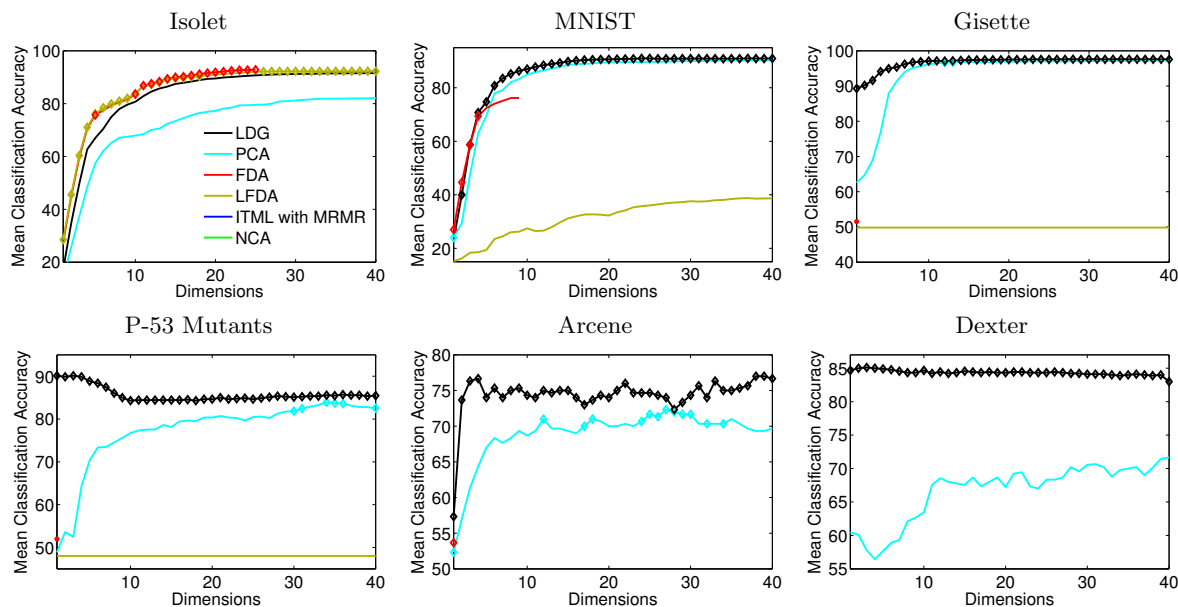 Isolet
Mean Classification Accuracy
100
80
60
40
20
10
20
30
40
Dimensions
LDG
PCA
FDA
LFDA
ITML with MRMR
NCA
MNIST
Mean Classification Accuracy
80
60
40
20
10
20
30
40
Dimensions
Gisette
Mean Classification Accuracy
100
90
80
70
60
50
40
10
20
30
40
Dimensions
P-53 Mutants
Mean Classification Accuracy
90
80
70
60
50
10
20
30
40
Dimensions
Arcene
Mean Classification Accuracy
80
75
70
65
60
55
50
10
20
30
40
Dimensions
Dexter
Mean Classification Accuracy
85
80
75
70
65
60
55
10
20
30
40
Dimensions